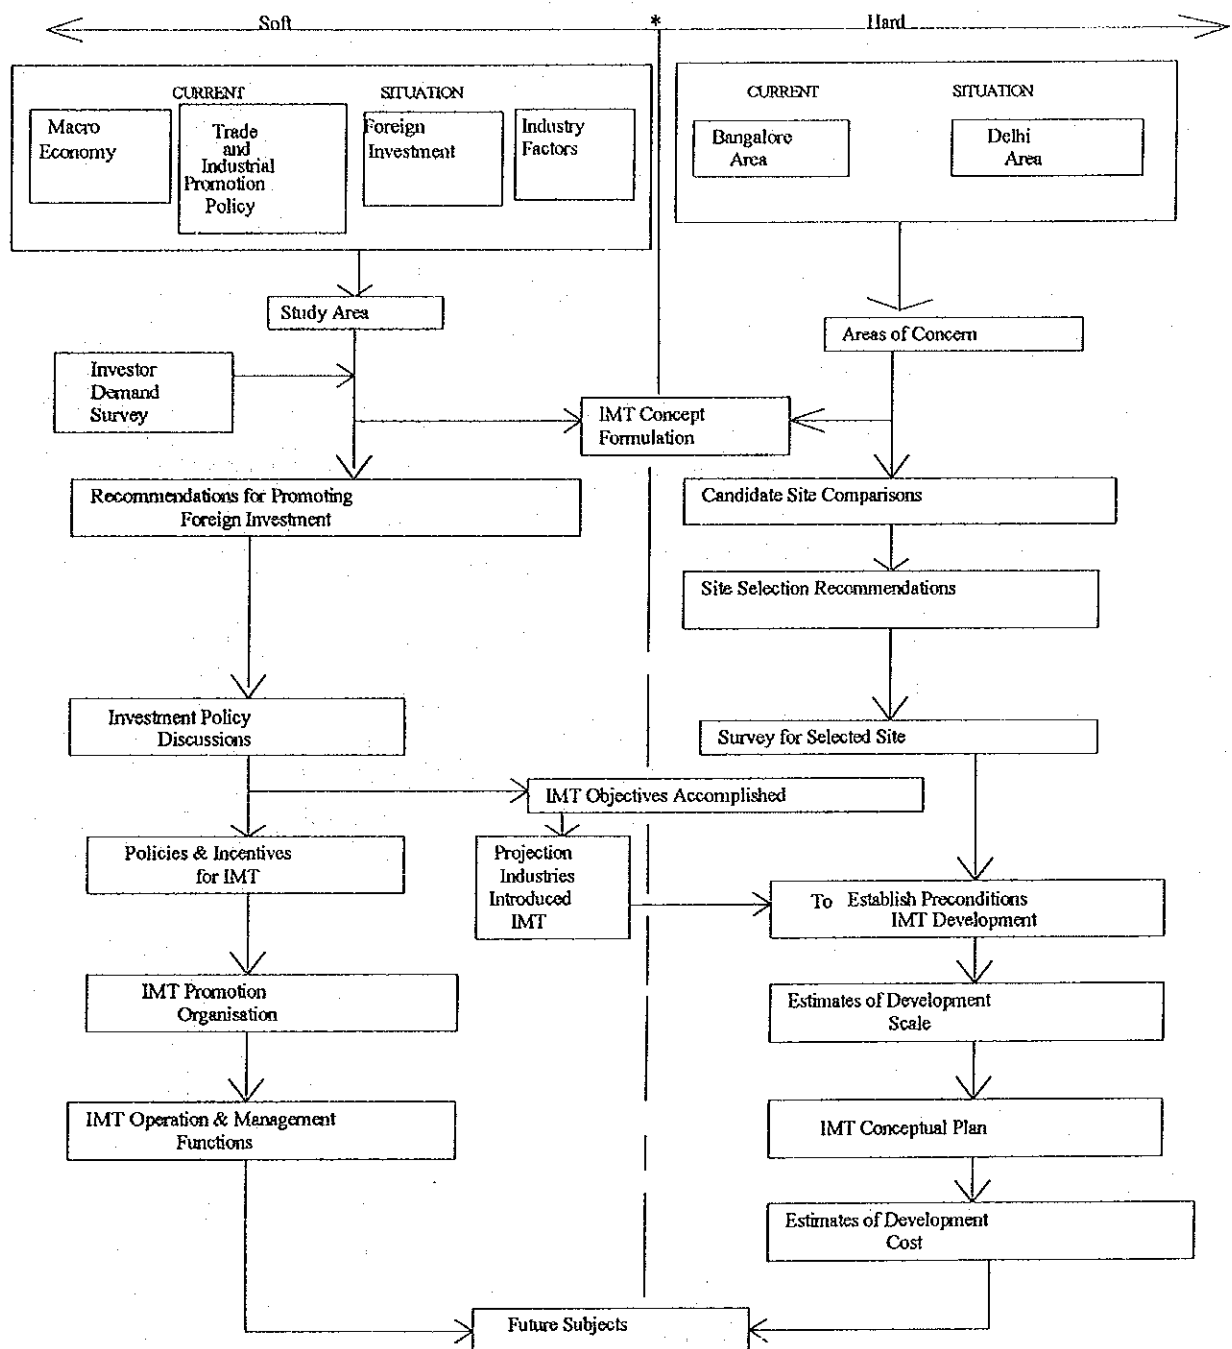 Soft * Hard
CURRENT SITUATION
Macro
Economy
Trade
and
Industrial
Promotion
Policy
Foreign
Investment
Industry
Factors
CURRENT SITUATION
Bangalore
Area
Delhi
Area
Study Area
Areas of Concern
Investor
Demand
Survey
IMT Concept
Formulation
Recommendations for Promoting
Foreign Investment
Candidate Site Comparisons
Site Selection Recommendations
Investment Policy
Discussions
Survey for Selected Site
IMT Objectives Accomplished
Policies & Incentives
for IMT
Projection
Industries
Introduced
IMT
To Establish Preconditions
IMT Development
IMT Promotion
Organisation
Estimates of Development
Scale
IMT Operation & Management
Functions
IMT Conceptual Plan
Estimates of Development
Cost
Future Subjects